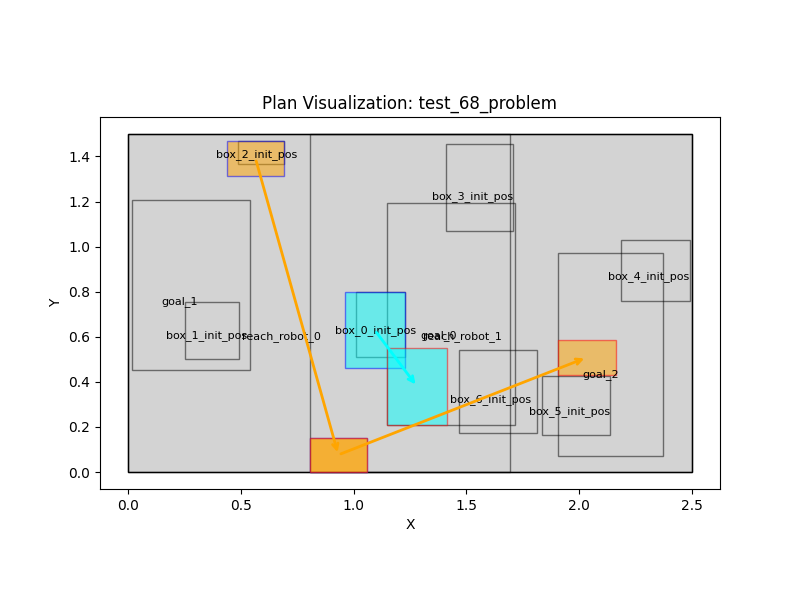 Plan Visualization: test_68_problem
Y
1.4
1.2
1.0
0.8
0.6
0.4
0.2
0.0
box_2_init_pos
box_3_init_pos
box_4_init_pos
goal_1
box_1_init_pos
reach_robot_0
box_0_init_pos
goal_0
reach_robot_1
goal_2
box_6_init_pos
box_5_init_pos
0.0 0.5 1.0 1.5 2.0 2.5
X